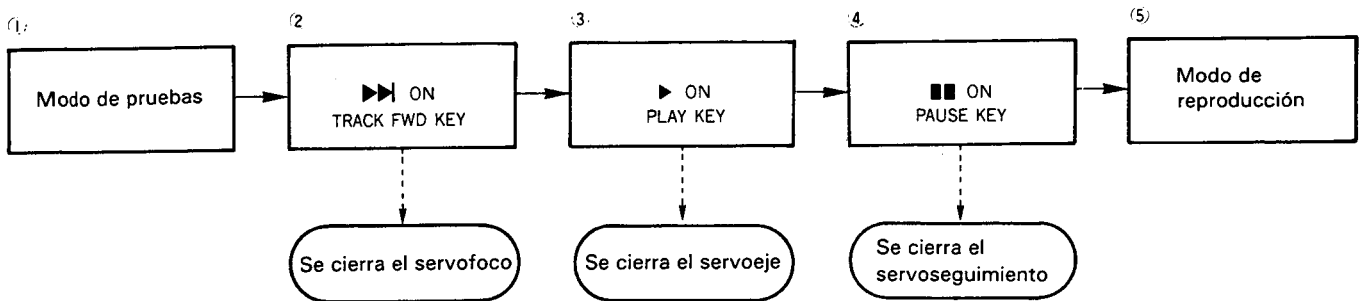 ①
②
③
④
⑤
Modo de pruebas
▶▶| ON
TRACK FWD KEY
▶ ON
PLAY KEY
▮▮ ON
PAUSE KEY
Modo de
reproducción
Se cierra el servofoco
Se cierra el servoeje
Se cierra el
servoseguimiento